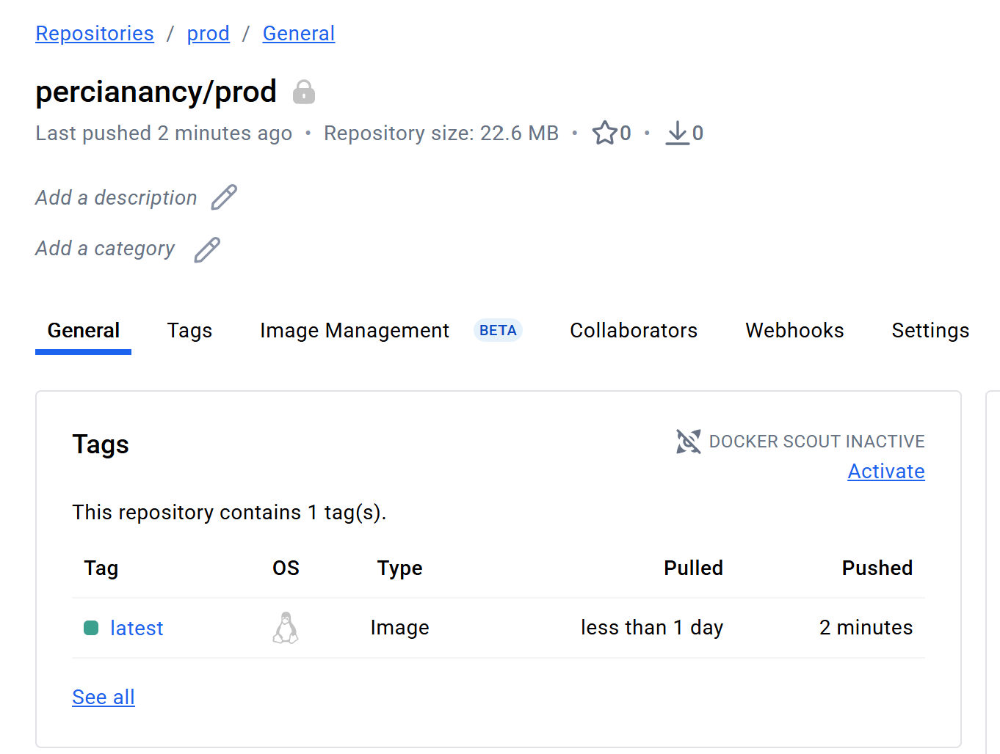 Repositories / prod / General
percianancy/prod
Last pushed 2 minutes ago • Repository size: 22.6 MB • 0 • 0
Add a description
Add a category
General Tags Image Management BETA Collaborators Webhooks Settings
Tags
DOCKER SCOUT INACTIVE
Activate
This repository contains 1 tag(s).
Tag OS Type Pulled Pushed
latest Image less than 1 day 2 minutes
See all